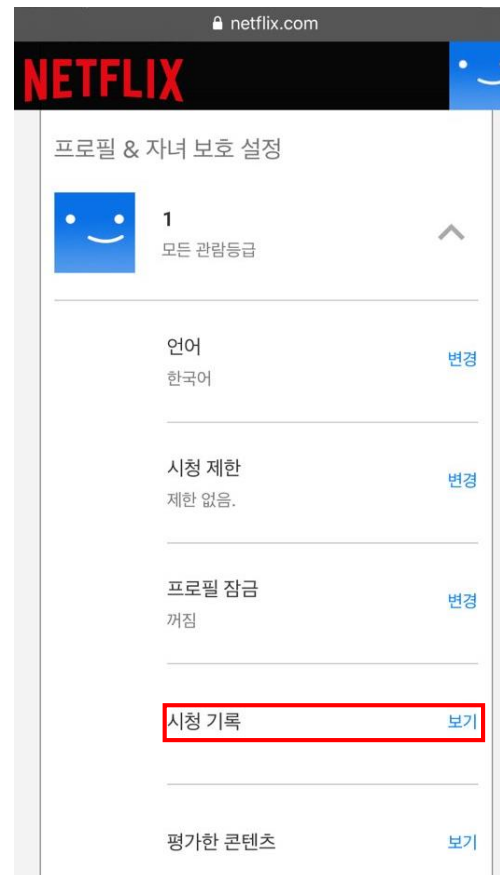 netflix.com
NETFLIX
프로필 & 자녀 보호 설정
1
모든 관람등급
언어
변경
한국어
시청 제한
변경
제한 없음.
프로필 잠금
변경
꺼짐
시청 기록
보기
평가한 콘텐츠
보기